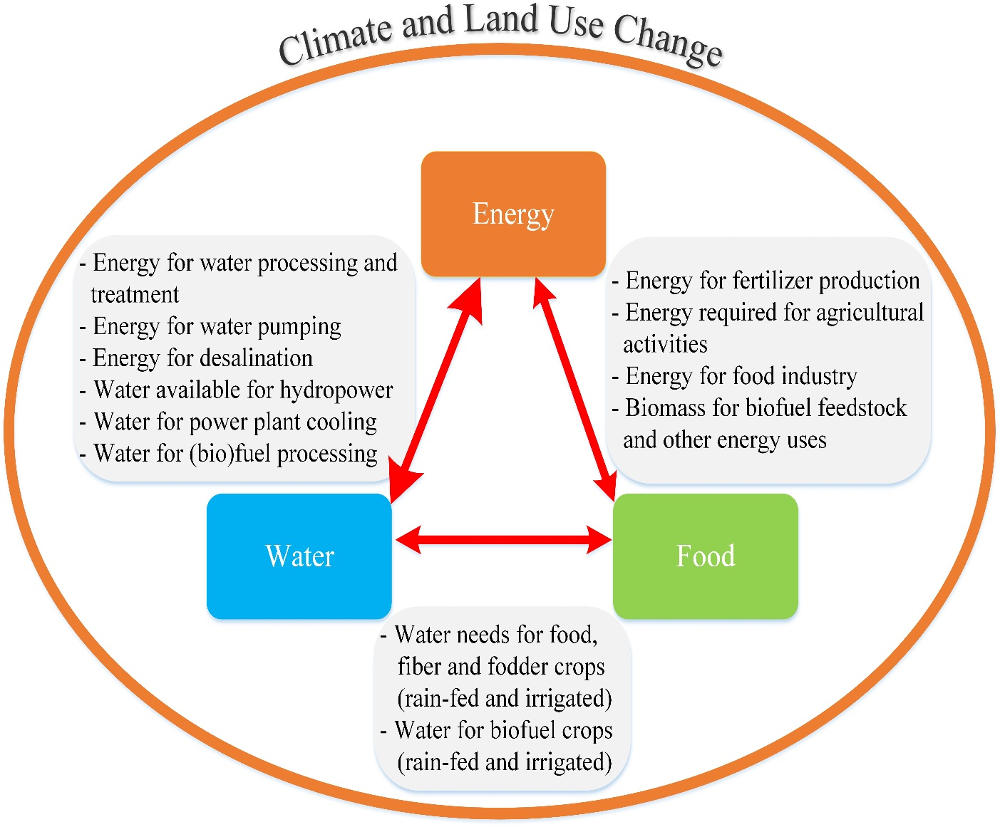 Climate and Land Use Change
Energy
- Energy for water processing and
treatment
- Energy for water pumping
- Energy for desalination
- Water available for hydropower
- Water for power plant cooling
- Water for (bio)fuel processing
- Energy for fertilizer production
- Energy required for agricultural
activities
- Energy for food industry
- Biomass for biofuel feedstock
and other energy uses
Water
Food
- Water needs for food,
fiber and fodder crops
(rain-fed and irrigated)
- Water for biofuel crops
(rain-fed and irrigated)